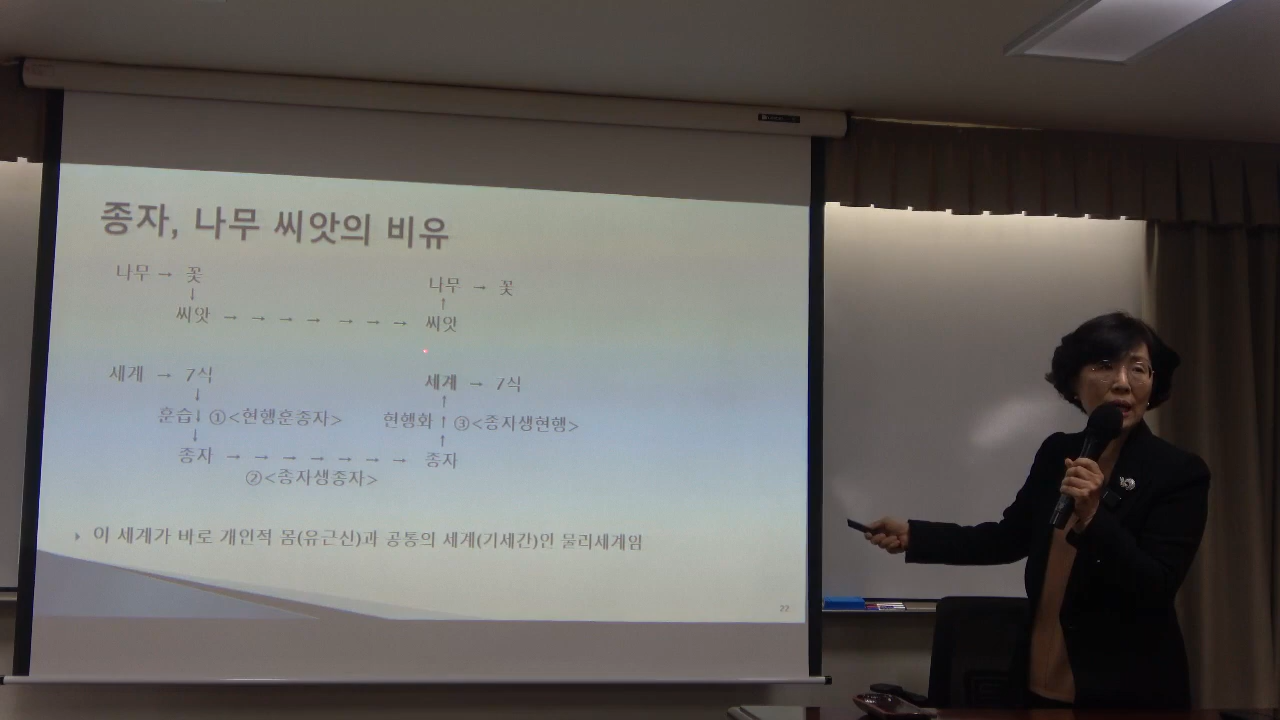 종자, 나무 씨앗의 비유
나무 → 꽃 나무 → 꽃
↓ ↑
씨앗 → → → → → → → 씨앗
세계 → 7식 세계 → 7식
↓ ↑
훈습↓ ①<현행훈종자> 현행화 ↑ ③<종자생현행>
↓ ↑
종자 → → → → → → → 종자
②<종자생종자>
이 세계가 바로 개인적 몸(유근신)과 공통의 세계(기세간)인 물리세계임
22